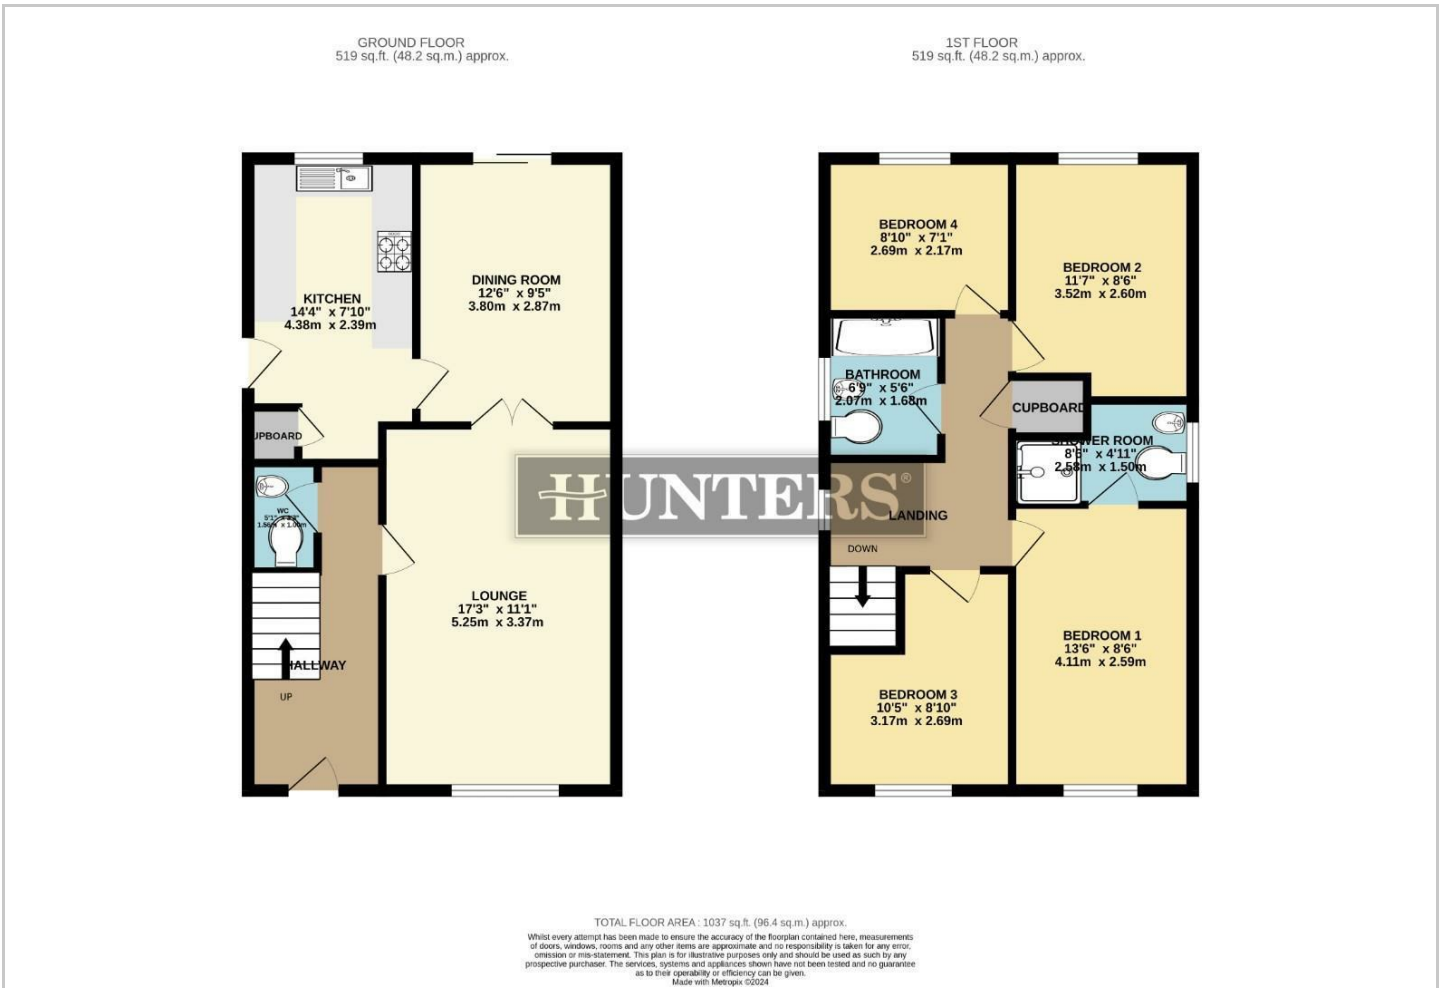 GROUND FLOOR
519 sq.ft. (48.2 sq.m.) approx.
1ST FLOOR
519 sq.ft. (48.2 sq.m.) approx.
KITCHEN
14'4" x 7'10"
4.38m x 2.39m
DINING ROOM
12'6" x 9'5"
3.80m x 2.87m
UPBOARD
WC
LOUNGE
17'3" x 11'1"
5.25m x 3.37m
HALLWAY
UP
HUNTERS®
BEDROOM 4
8'10" x 7'1"
2.69m x 2.17m
BEDROOM 2
11'7" x 8'6"
3.52m x 2.60m
BATHROOM
6'9" x 5'6"
2.07m x 1.68m
CUPBOARD
SHOWER ROOM
8'6" x 4'11"
2.58m x 1.50m
LANDING
DOWN
BEDROOM 1
13'6" x 8'6"
4.11m x 2.59m
BEDROOM 3
10'5" x 8'10"
3.17m x 2.69m
TOTAL FLOOR AREA : 1037 sq.ft. (96.4 sq.m.) approx.
Whilst every attempt has been made to ensure the accuracy of the floorplan contained here, measurements
of doors, windows, rooms and any other items are approximate and no responsibility is taken for any error,
omission or mis-statement. This plan is for illustrative purposes only and should be used as such by any
prospective purchaser. The services, systems and appliances shown have not been tested and no guarantee
as to their operability or efficiency can be given.
Made with Metropix ©2024